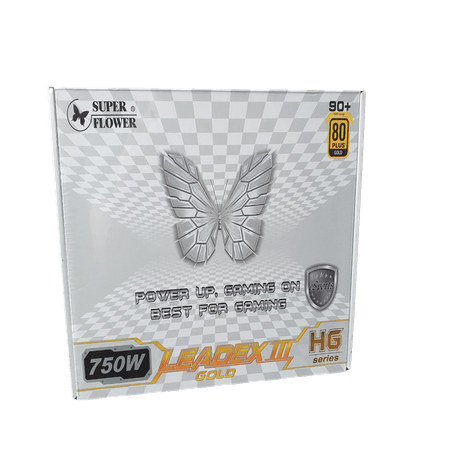 SUPER ®
FLOWER
90+
80
PLUS
GOLD
POWER UP, GAMING ON
BEST FOR GAMING
750W
LEADEX III
GOLD
HG
series